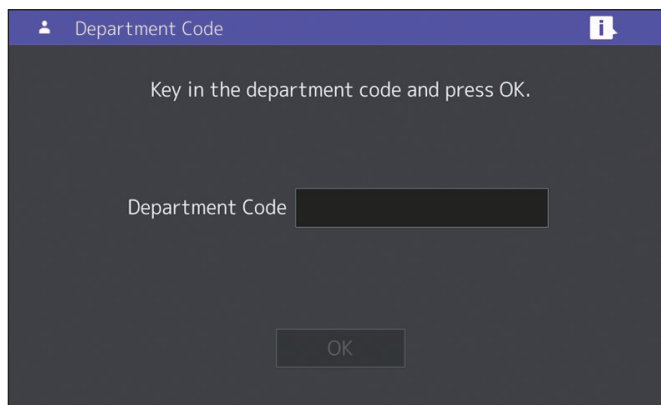 Department Code
i
Key in the department code and press OK.
Department Code
OK